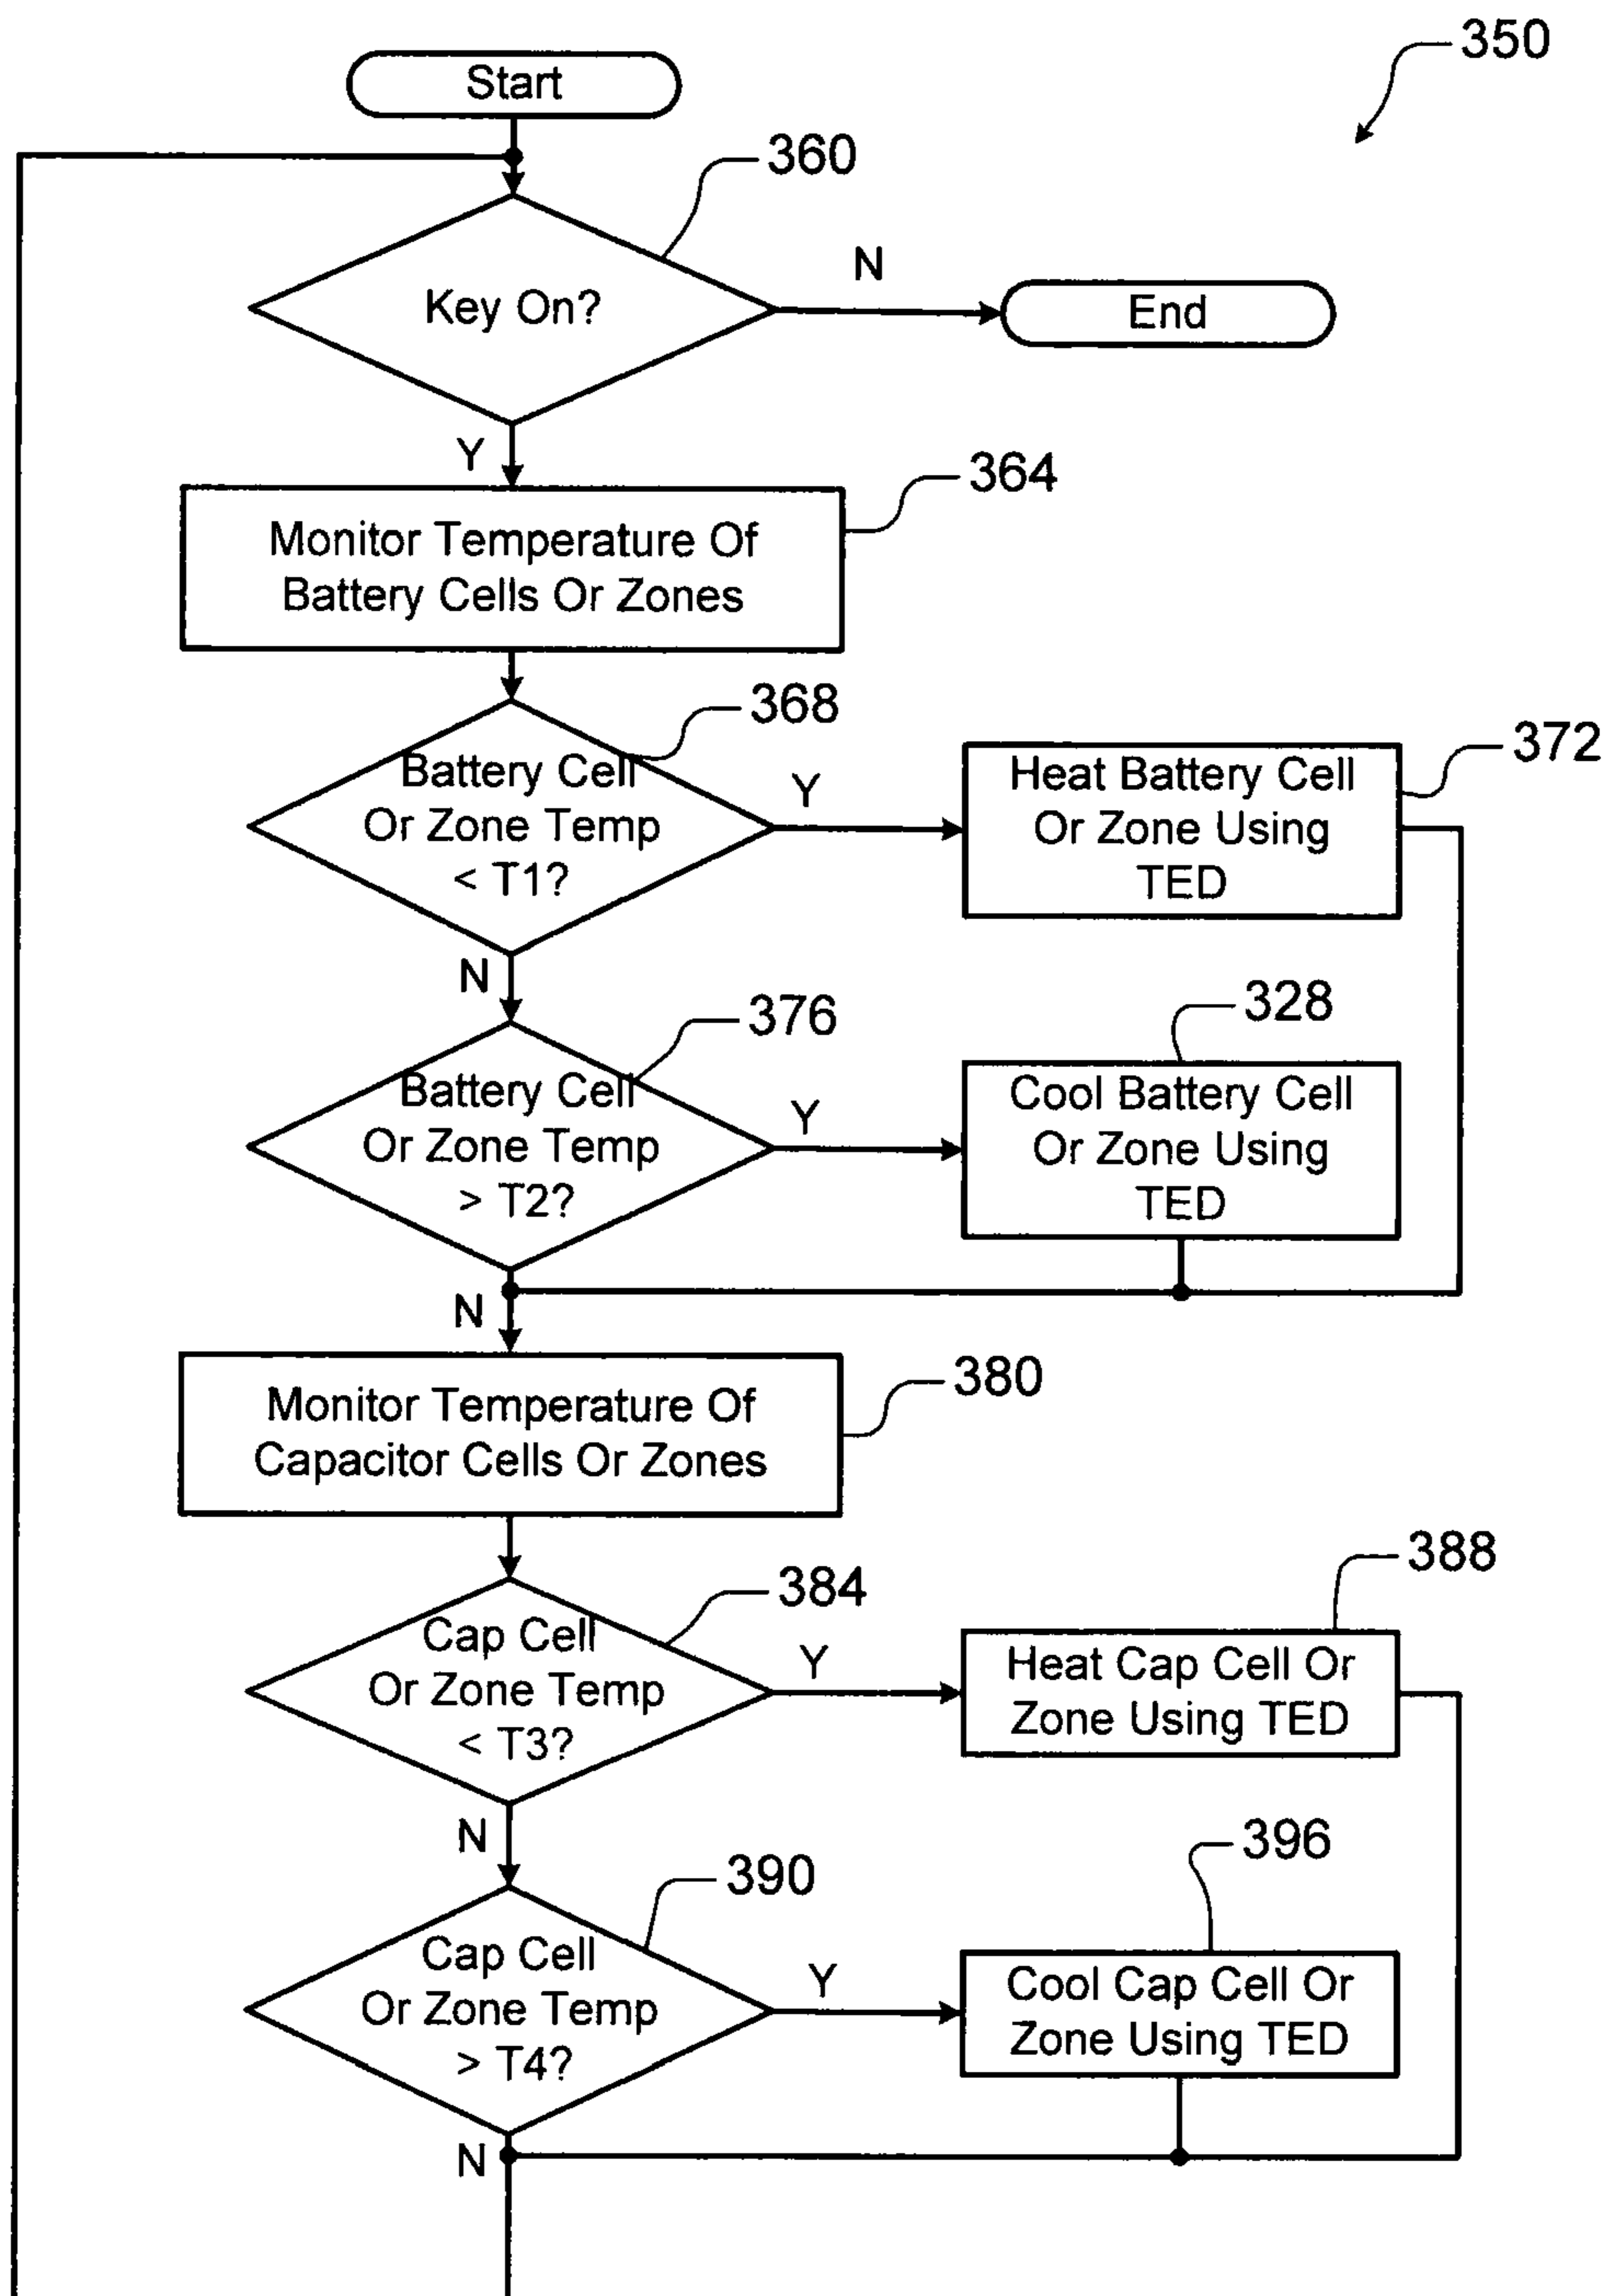 350
Start
360
Key On?
N
End
Y
364
Monitor Temperature Of
Battery Cells Or Zones
368
Battery Cell
Or Zone Temp
< T1?
Y
372
Heat Battery Cell
Or Zone Using
TED
N
376
Battery Cell
Or Zone Temp
> T2?
Y
328
Cool Battery Cell
Or Zone Using
TED
N
380
Monitor Temperature Of
Capacitor Cells Or Zones
384
Cap Cell
Or Zone Temp
< T3?
Y
388
Heat Cap Cell Or
Zone Using TED
N
390
Cap Cell
Or Zone Temp
> T4?
Y
396
Cool Cap Cell Or
Zone Using TED
N